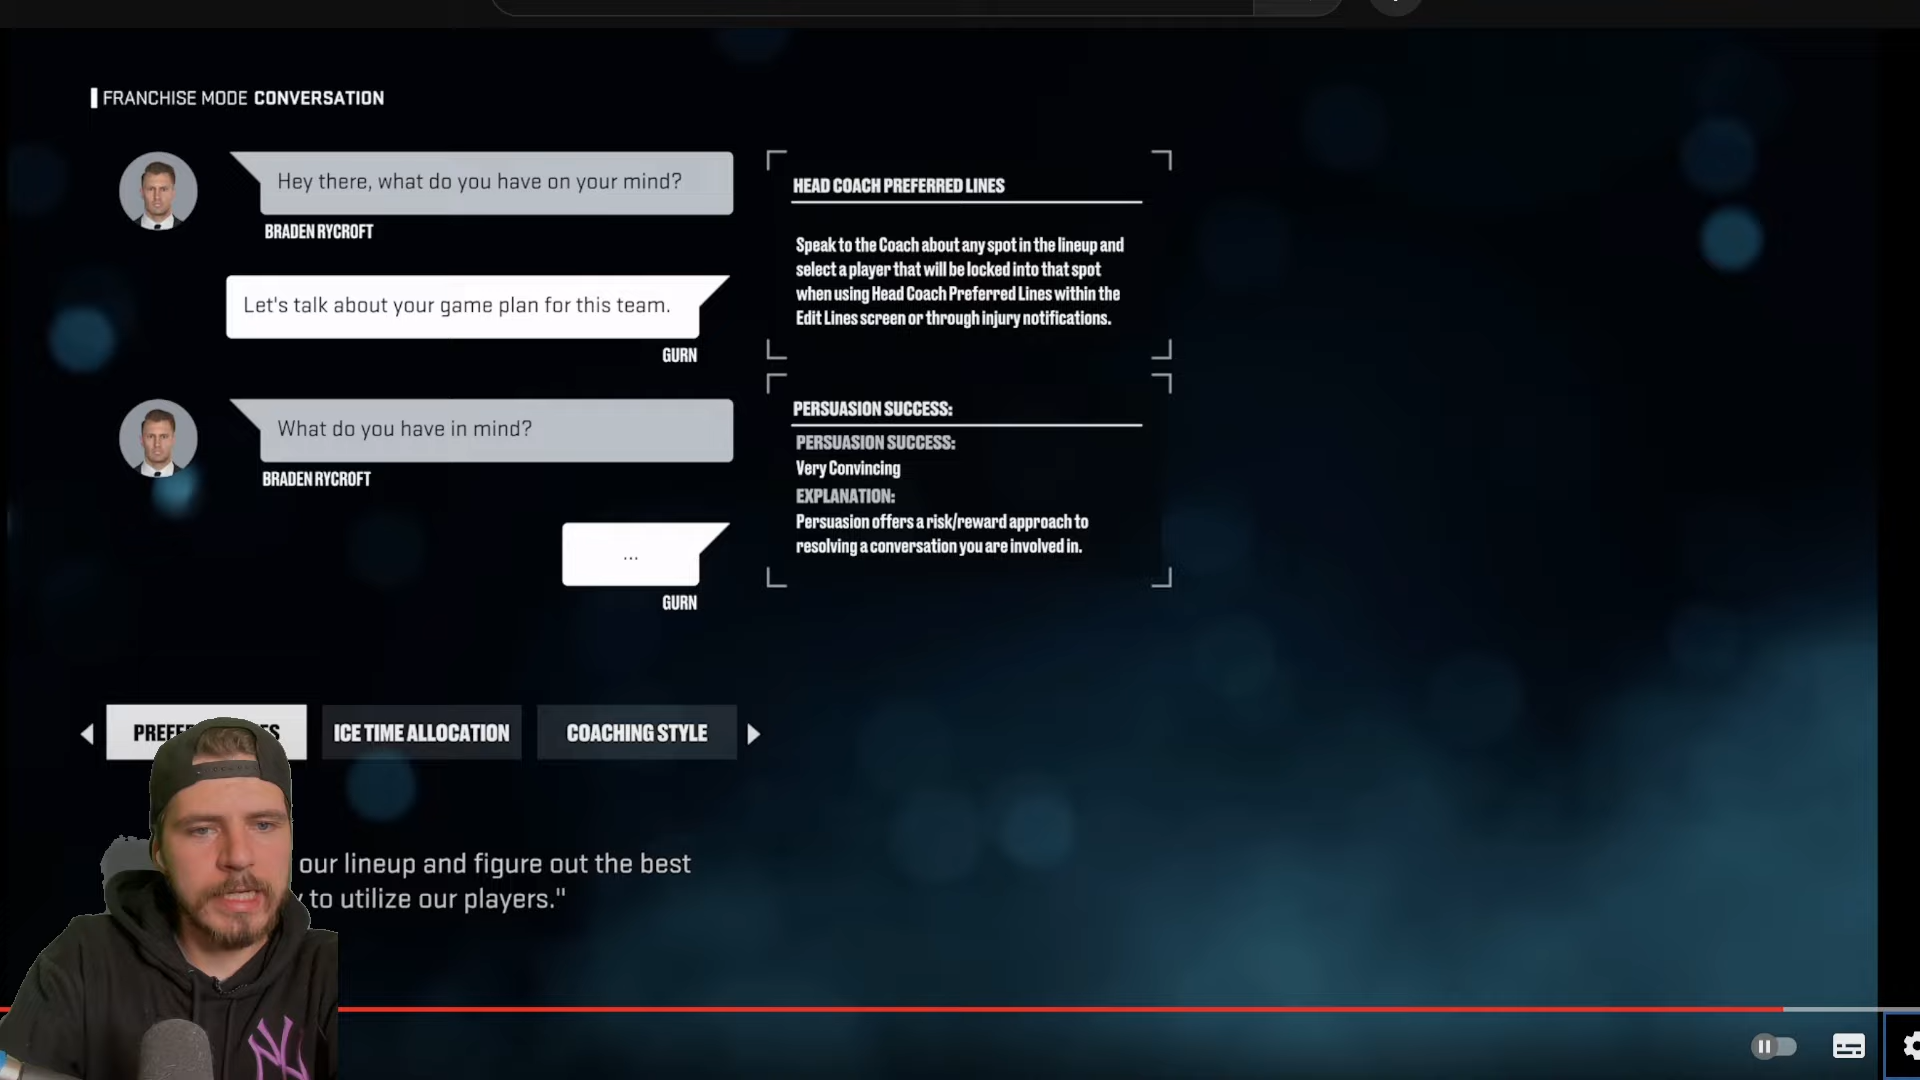 FRANCHISE MODE CONVERSATION
Hey there, what do you have on your mind?
BRADEN RYCROFT
Let's talk about your game plan for this team.
GURN
What do you have in mind?
BRADEN RYCROFT
...
GURN
HEAD COACH PREFERRED LINES
Speak to the Coach about any spot in the lineup and
select a player that will be locked into that spot
when using Head Coach Preferred Lines within the
Edit Lines screen or through injury notifications.
PERSUASION SUCCESS:
PERSUASION SUCCESS:
Very Convincing
EXPLANATION:
Persuasion offers a risk/reward approach to
resolving a conversation you are involved in.
ICE TIME ALLOCATION
COACHING STYLE
our lineup and figure out the best
to utilize our players."
NY